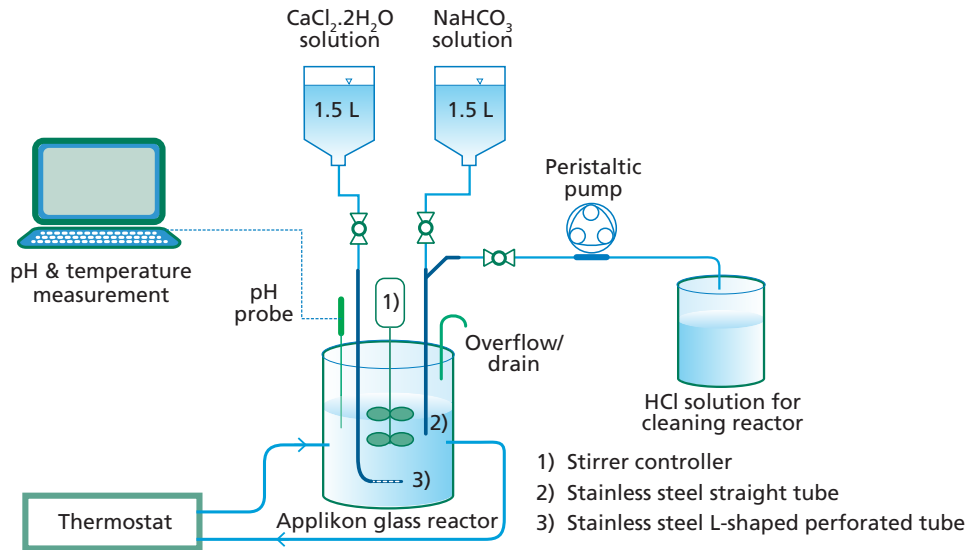 CaCl₂.2H₂O
solution
NaHCO₃
solution
1.5 L
1.5 L
Peristaltic
pump
pH & temperature
measurement
pH
probe
1)
Overflow/
drain
HCl solution for
cleaning reactor
2)
3)
Thermostat
Applikon glass reactor
1) Stirrer controller
2) Stainless steel straight tube
3) Stainless steel L-shaped perforated tube